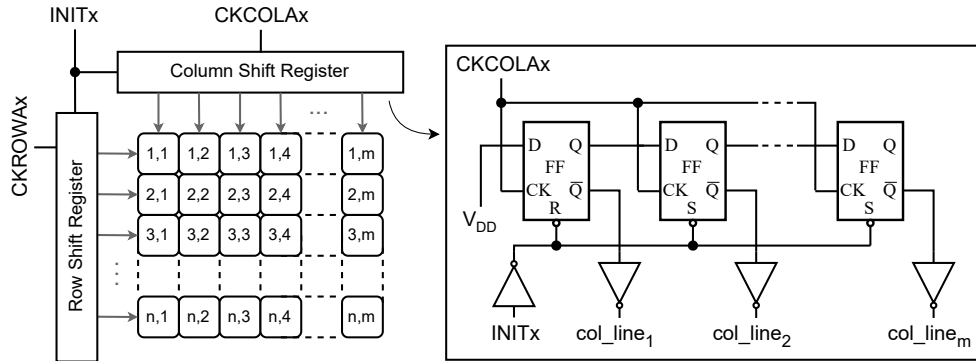 INITx
CKCOLAx
Column Shift Register
CKROWAx
Row Shift Register
...
1,1 1,2 1,3 1,4 1,m
2,1 2,2 2,3 2,4 2,m
3,1 3,2 3,3 3,4 3,m
...
n,1 n,2 n,3 n,4 n,m
CKCOLAx
D Q D Q D Q
FF FF FF
CK Q̅ CK Q̅ CK Q̅
R S S
VDD
INITx col_line1 col_line2 col_linem